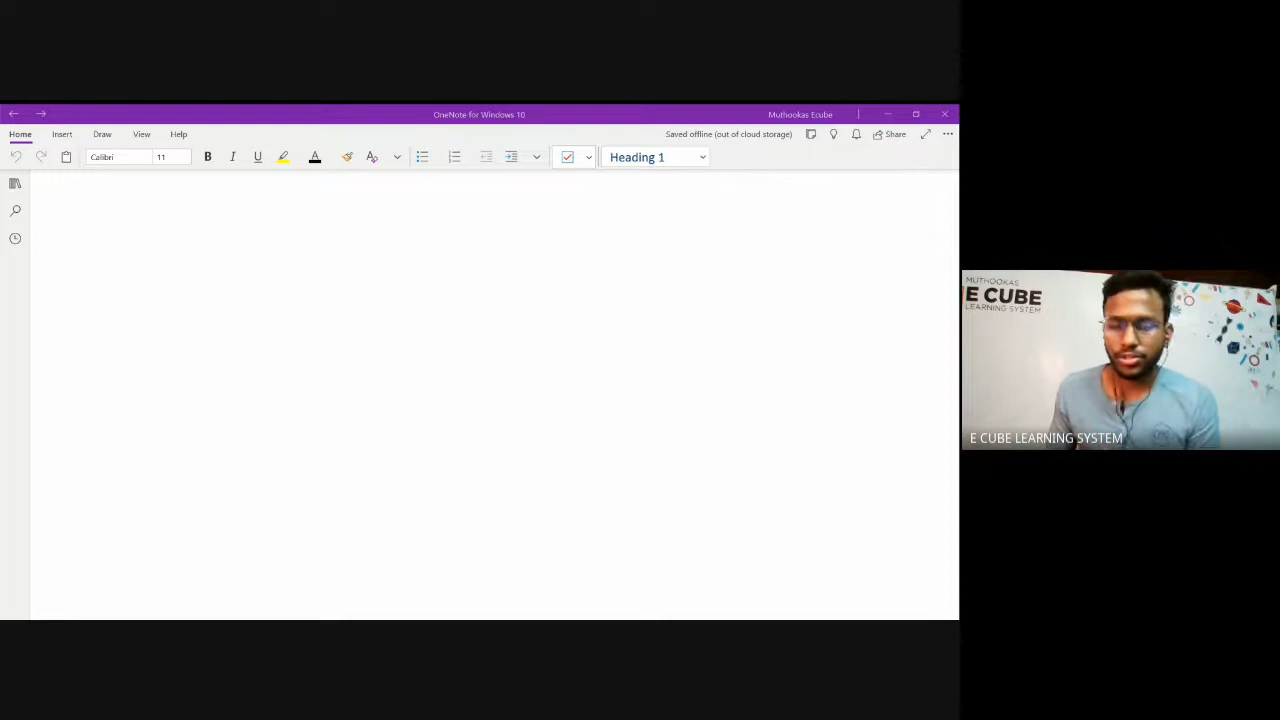 OneNote for Windows 10
Muthookas Ecube
Home Insert Draw View Help
Saved offline (out of cloud storage)
Share
Calibri 11
B I U A A
Heading 1
MUTHOOKAS
E CUBE
LEARNING SYSTEM
E CUBE LEARNING SYSTEM